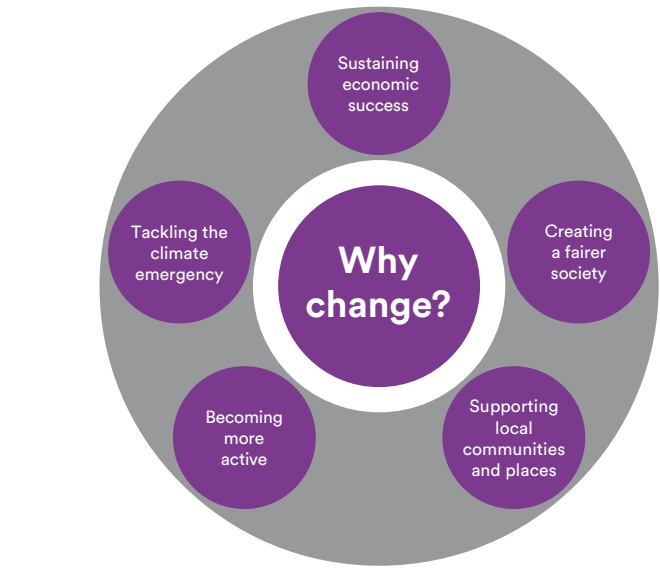 Sustaining
economic
success
Tackling the
climate
emergency
Why
change?
Creating
a fairer
society
Becoming
more
active
Supporting
local
communities
and places